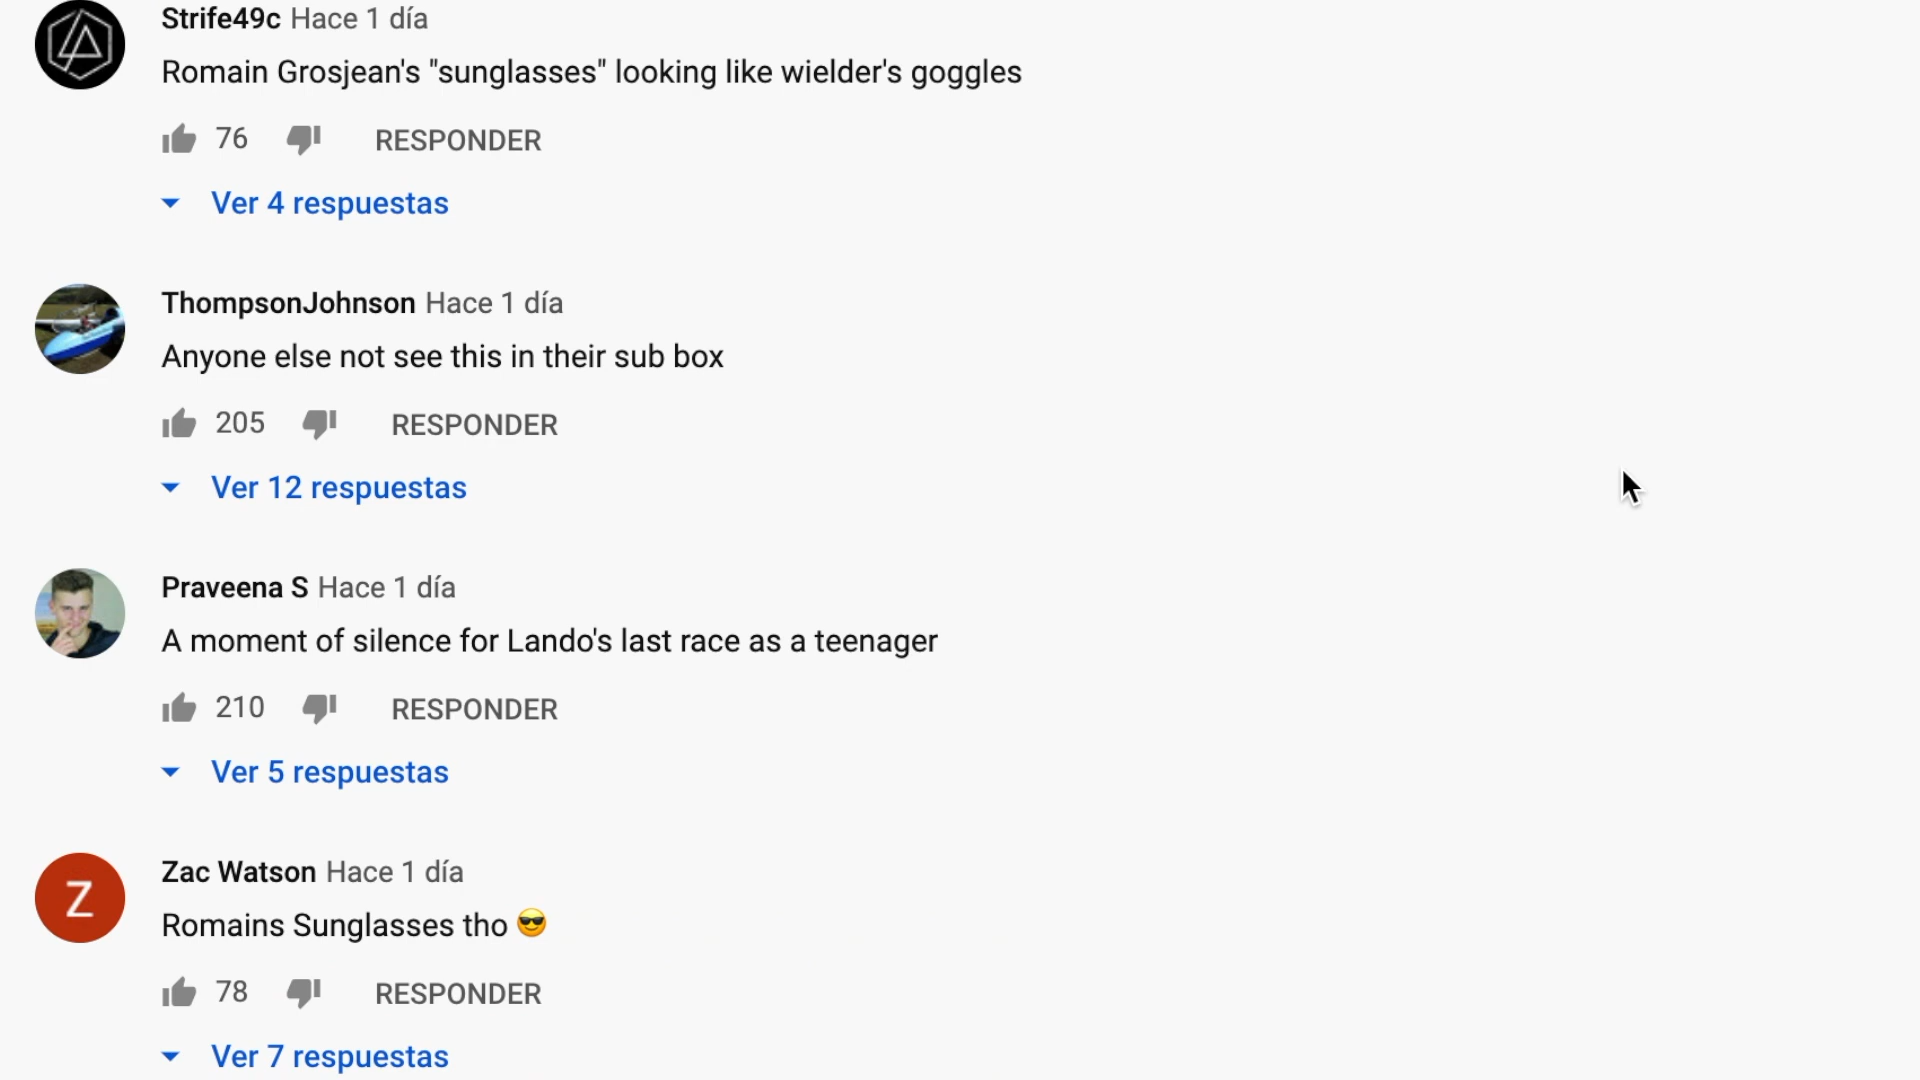 Strife49c Hace 1 día
Romain Grosjean's "sunglasses" looking like wielder's goggles
76 RESPONDER
Ver 4 respuestas
ThompsonJohnson Hace 1 día
Anyone else not see this in their sub box
205 RESPONDER
Ver 12 respuestas
Praveena S Hace 1 día
A moment of silence for Lando's last race as a teenager
210 RESPONDER
Ver 5 respuestas
Z
Zac Watson Hace 1 día
Romains Sunglasses tho 😎
78 RESPONDER
Ver 7 respuestas